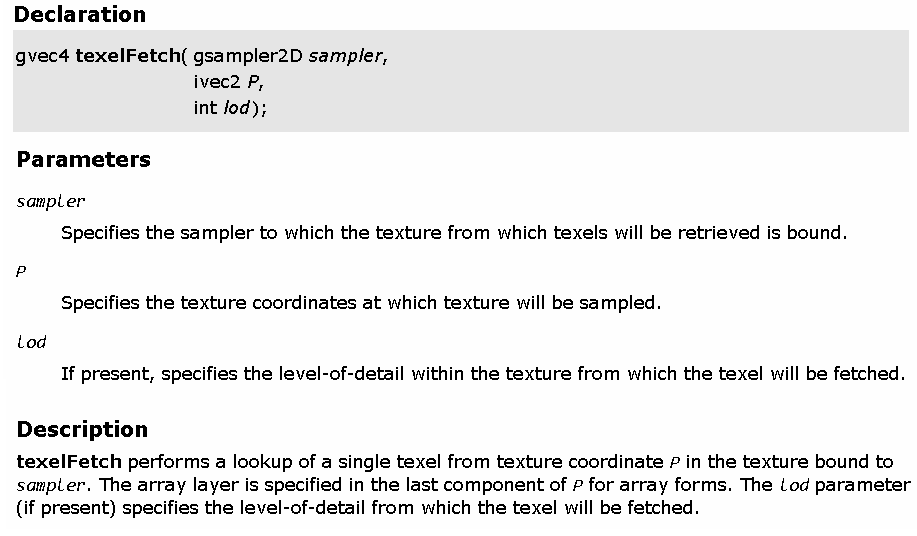 Declaration
gvec4 texelFetch( gsampler2D sampler,
ivec2 P,
int lod);
Parameters
sampler
Specifies the sampler to which the texture from which texels will be retrieved is bound.
P
Specifies the texture coordinates at which texture will be sampled.
lod
If present, specifies the level-of-detail within the texture from which the texel will be fetched.
Description
texelFetch performs a lookup of a single texel from texture coordinate P in the texture bound to
sampler. The array layer is specified in the last component of P for array forms. The lod parameter
(if present) specifies the level-of-detail from which the texel will be fetched.